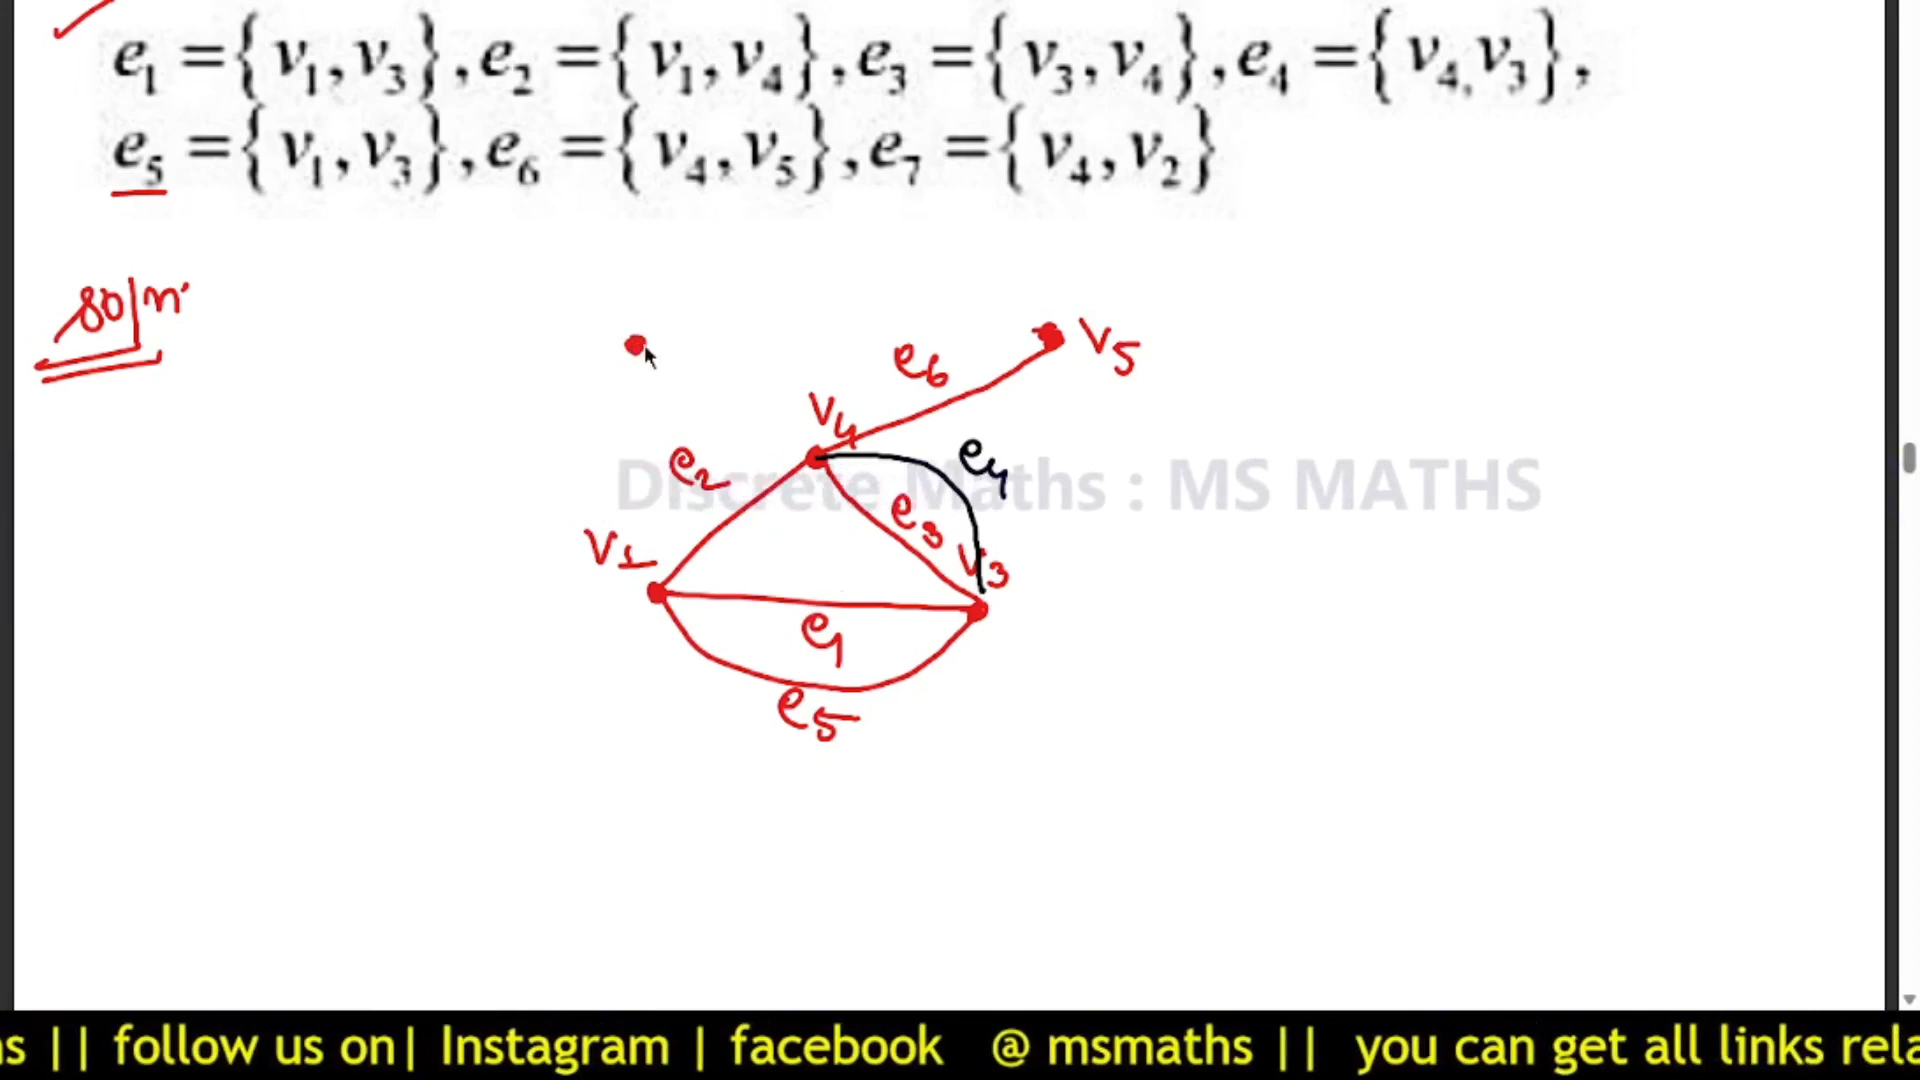 e₁ ={ v₁, v₃}, e₂ ={ v₁, v₄}, e₃ ={ v₃, v₄}, e₄ ={ v₄, v₃},
e₅ ={ v₁, v₃}, e₆ ={ v₄, v₅}, e₇ ={ v₄, v₂}
v₅
e₆
v₄
e₄
e₂
Discrete Maths : MS MATHS
e₃
v₁
v₃
e₁
e₅
follow us on| Instagram | facebook @ msmaths || you can get all links